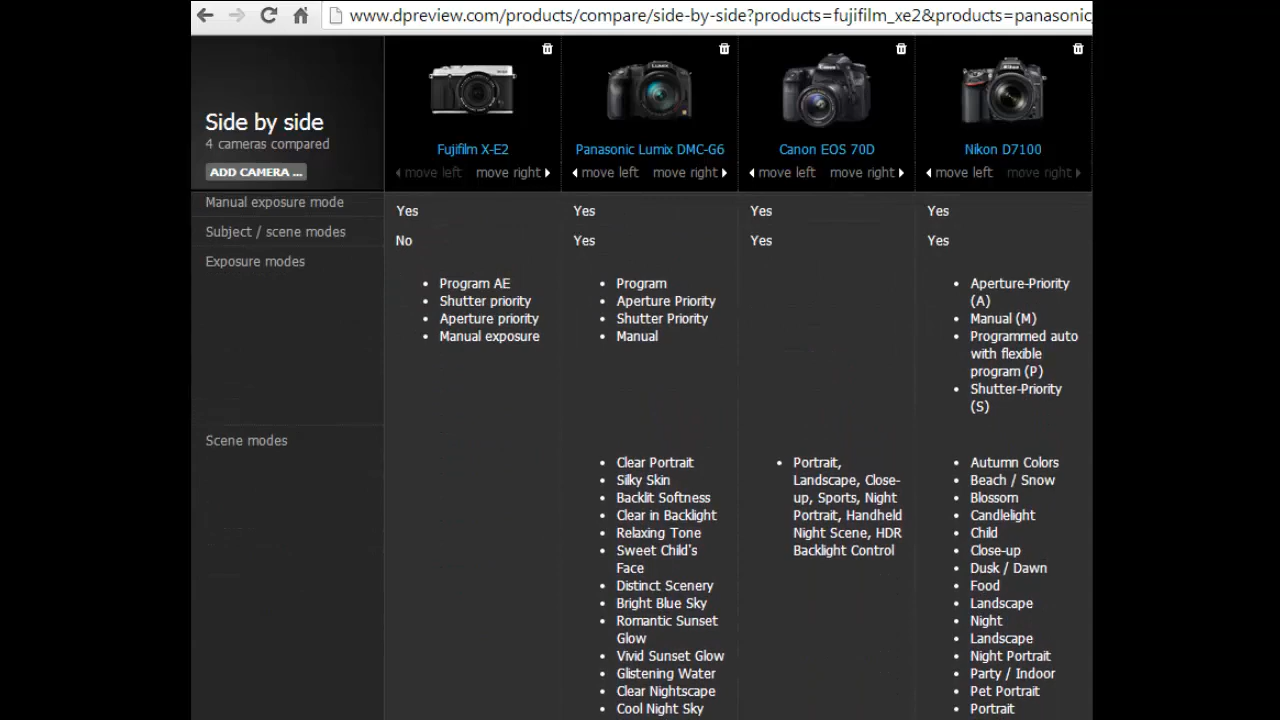 www.dpreview.com/products/compare/side-by-side?products=fujifilm_xe2&products=panasonic_
Side by side
4 cameras compared
ADD CAMERA ...
Fujifilm X-E2
Panasonic Lumix DMC-G6
Canon EOS 70D
Nikon D7100
move left move right
move left move right
move left move right
move left move right
Manual exposure mode
Yes
Yes
Yes
Yes
Subject / scene modes
No
Yes
Yes
Yes
Exposure modes
• Program AE
• Shutter priority
• Aperture priority
• Manual exposure
• Program
• Aperture Priority
• Shutter Priority
• Manual
• Aperture-Priority
(A)
• Manual (M)
• Programmed auto
with flexible
program (P)
• Shutter-Priority
(S)
Scene modes
• Clear Portrait
• Silky Skin
• Backlit Softness
• Clear in Backlight
• Relaxing Tone
• Sweet Child's
Face
• Distinct Scenery
• Bright Blue Sky
• Romantic Sunset
Glow
• Vivid Sunset Glow
• Glistening Water
• Clear Nightscape
• Cool Night Sky
• Portrait,
Landscape, Close-
up, Sports, Night
Portrait, Handheld
Night Scene, HDR
Backlight Control
• Autumn Colors
• Beach / Snow
• Blossom
• Candlelight
• Child
• Close-up
• Dusk / Dawn
• Food
• Landscape
• Night
• Landscape
• Night Portrait
• Party / Indoor
• Pet Portrait
• Portrait